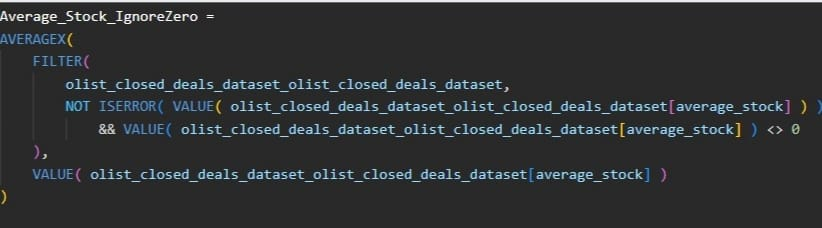 Average_Stock_IgnoreZero =
AVERAGEX(
FILTER(
olist_closed_deals_dataset_olist_closed_deals_dataset,
NOT ISERROR( VALUE( olist_closed_deals_dataset_olist_closed_deals_dataset[average_stock] ) )
&& VALUE( olist_closed_deals_dataset_olist_closed_deals_dataset[average_stock] ) <> 0
),
VALUE( olist_closed_deals_dataset_olist_closed_deals_dataset[average_stock] )
)